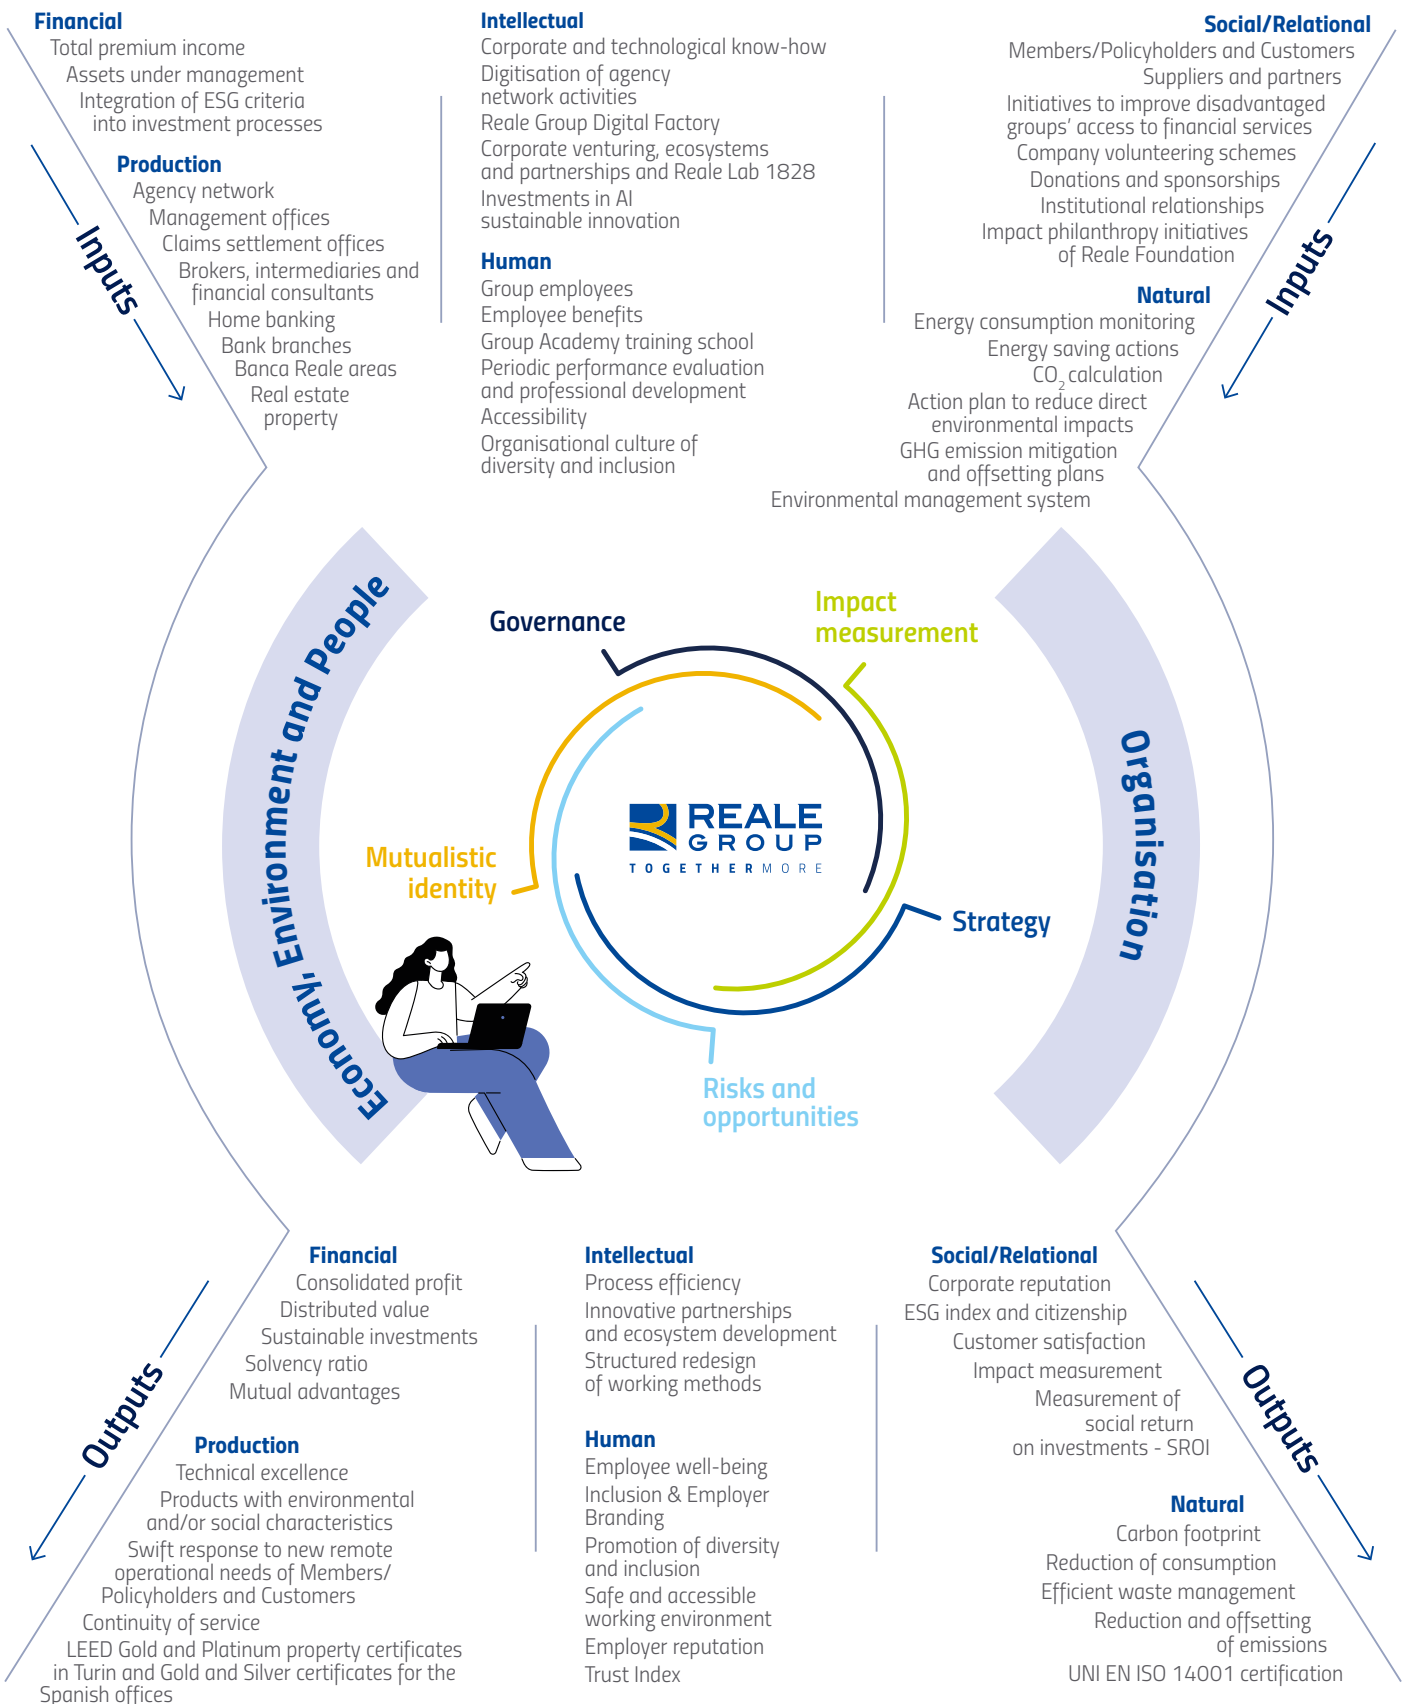 Financial
Total premium income
Assets under management
Integration of ESG criteria
into investment processes
Production
Agency network
Management offices
Claims settlement offices
Brokers, intermediaries and
financial consultants
Home banking
Bank branches
Banca Reale areas
Real estate
property
Inputs
Intellectual
Corporate and technological know-how
Digitisation of agency
network activities
Reale Group Digital Factory
Corporate venturing, ecosystems
and partnerships and Reale Lab 1828
Investments in AI
sustainable innovation
Human
Group employees
Employee benefits
Group Academy training school
Periodic performance evaluation
and professional development
Accessibility
Organisational culture of
diversity and inclusion
Social/Relational
Members/Policyholders and Customers
Suppliers and partners
Initiatives to improve disadvantaged
groups' access to financial services
Company volunteering schemes
Donations and sponsorships
Institutional relationships
Impact philanthropy initiatives
of Reale Foundation
Natural
Energy consumption monitoring
Energy saving actions
CO₂ calculation
Action plan to reduce direct
environmental impacts
GHG emission mitigation
and offsetting plans
Environmental management system
Inputs
Economy, Environment and People
Governance
Impact
measurement
Mutualistic
identity
REALE
GROUP
TOGETHERMORE
Strategy
Risks and
opportunities
Organisation
Outputs
Financial
Consolidated profit
Distributed value
Sustainable investments
Solvency ratio
Mutual advantages
Production
Technical excellence
Products with environmental
and/or social characteristics
Swift response to new remote
operational needs of Members/
Policyholders and Customers
Continuity of service
LEED Gold and Platinum property certificates
in Turin and Gold and Silver certificates for the
Spanish offices
Intellectual
Process efficiency
Innovative partnerships
and ecosystem development
Structured redesign
of working methods
Human
Employee well-being
Inclusion & Employer
Branding
Promotion of diversity
and inclusion
Safe and accessible
working environment
Employer reputation
Trust Index
Social/Relational
Corporate reputation
ESG index and citizenship
Customer satisfaction
Impact measurement
Measurement of
social return
on investments - SROI
Natural
Carbon footprint
Reduction of consumption
Efficient waste management
Reduction and offsetting
of emissions
UNI EN ISO 14001 certification
Outputs